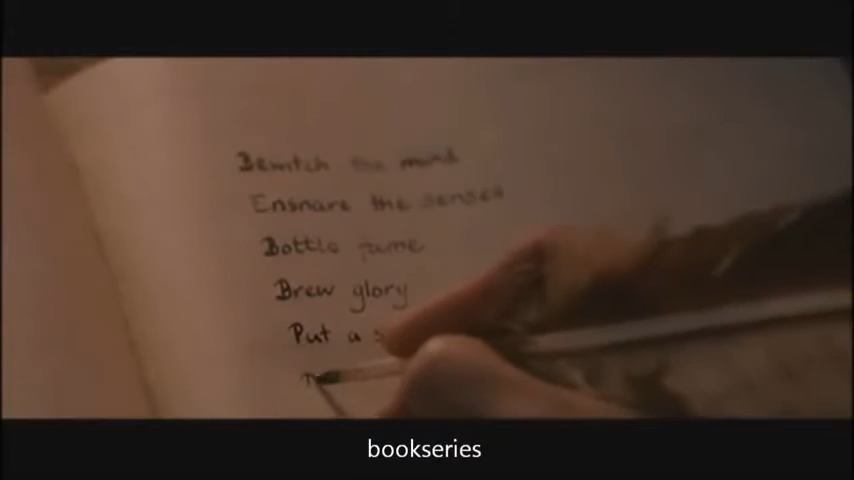 Bewitch the mind
Ensnare the senses
Bottle fame
Brew glory
Put a s
bookseries